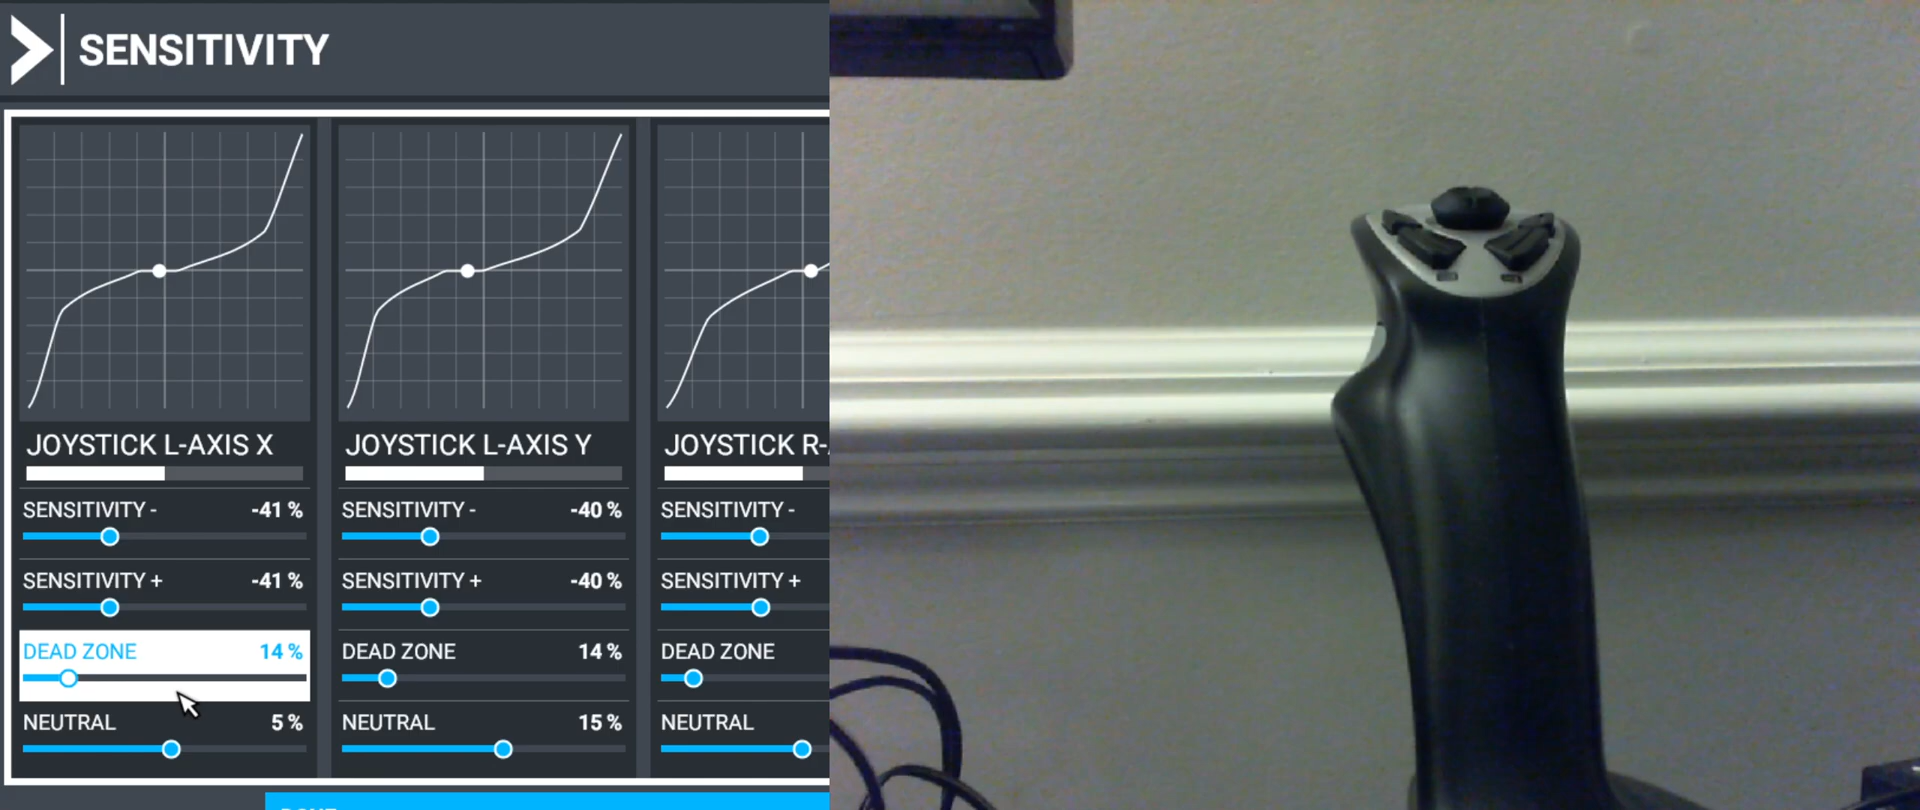 SENSITIVITY
JOYSTICK L-AXIS X
SENSITIVITY - -41 %
SENSITIVITY + -41 %
DEAD ZONE 14 %
NEUTRAL 5 %
JOYSTICK L-AXIS Y
SENSITIVITY - -40 %
SENSITIVITY + -40 %
DEAD ZONE 14 %
NEUTRAL 15 %
JOYSTICK R-
SENSITIVITY -
SENSITIVITY +
DEAD ZONE
NEUTRAL